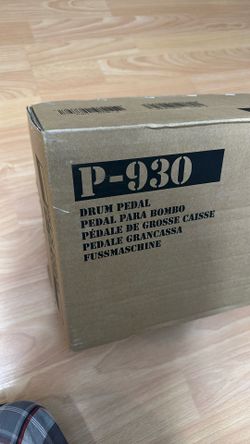 P-930
DRUM PEDAL
PEDAL PARA BOMBO
PÉDALE DE GROSSE CAISSE
PEDALE GRANCASSA
FUSSMASCHINE